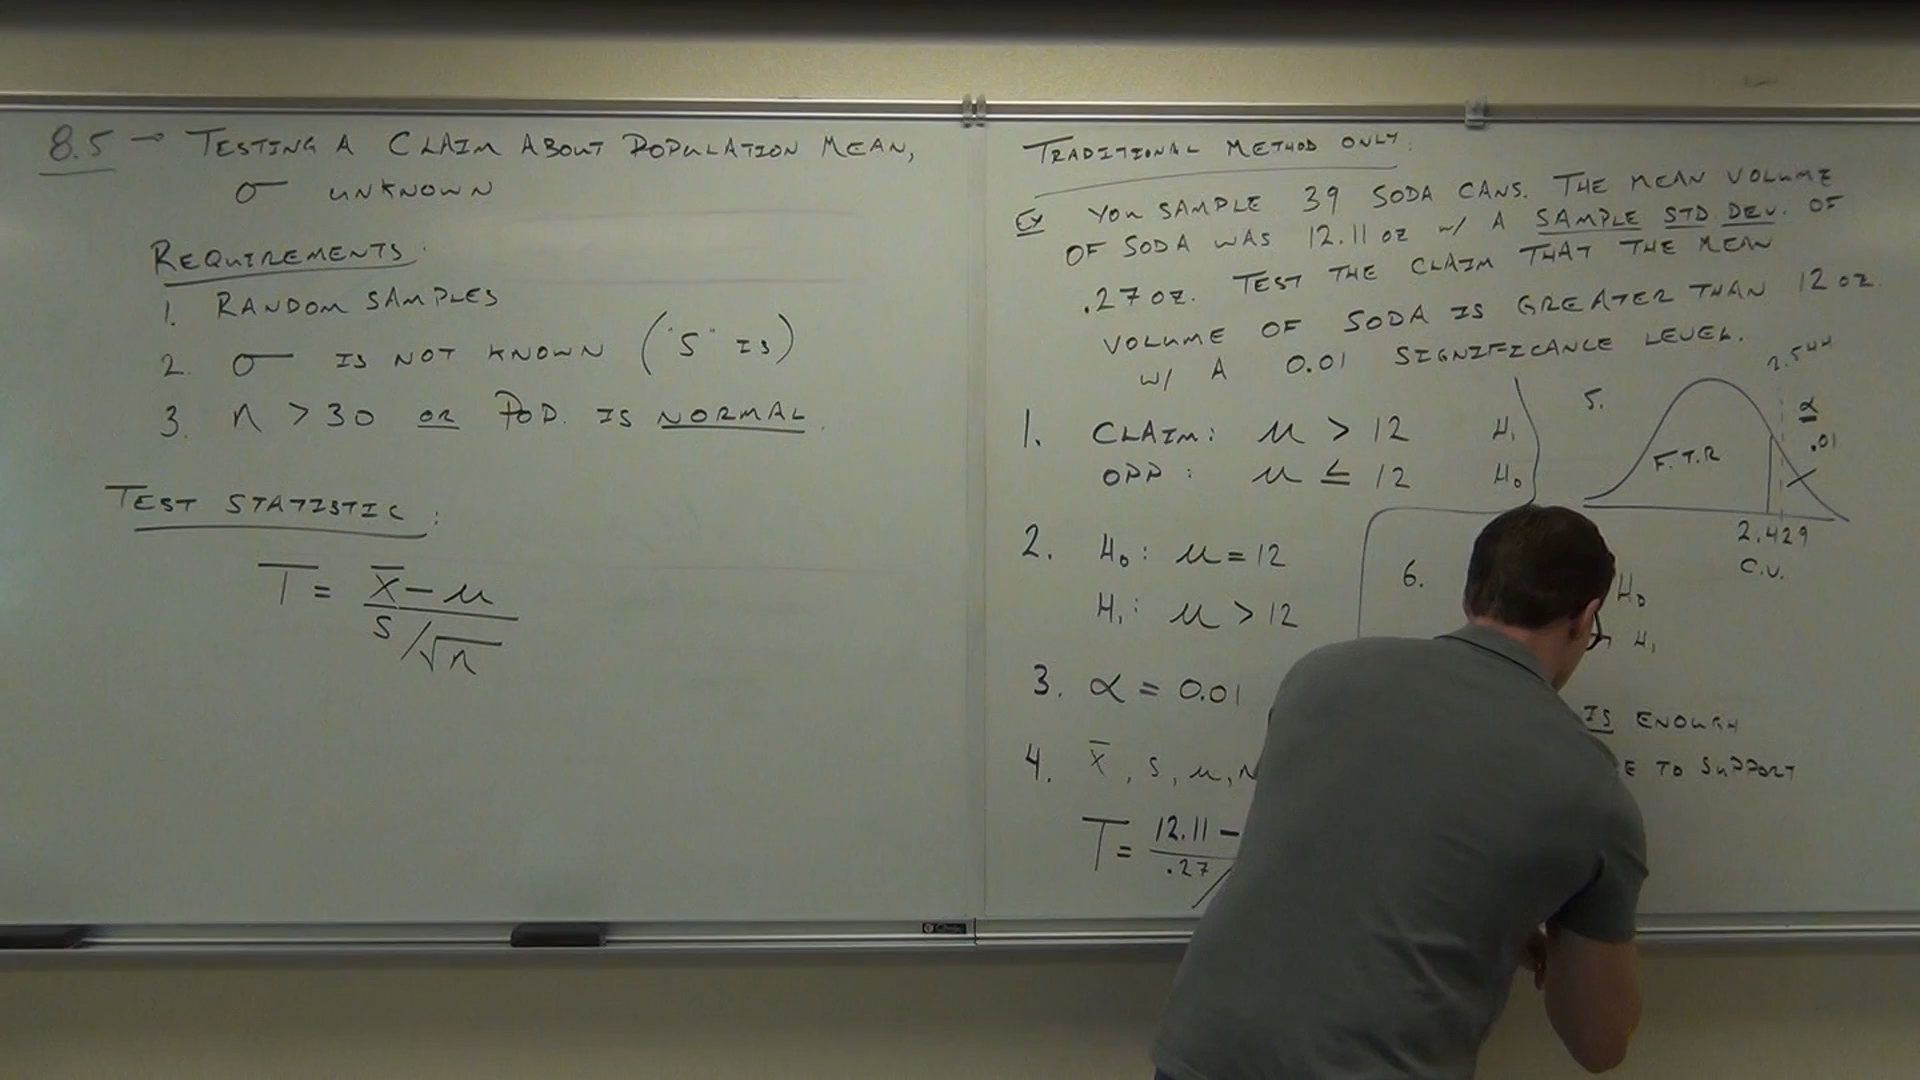 8.5 → TESTING A CLAIM ABOUT POPULATION MEAN,
σ UNKNOWN
REQUIREMENTS:
1. RANDOM SAMPLES
2. σ IS NOT KNOWN ("S" IS)
3. n > 30 OR POP. IS NORMAL.
TEST STATISTIC:
T = x̄ - μ
s/√n
TRADITIONAL METHOD ONLY:
EX YOU SAMPLE 39 SODA CANS. THE MEAN VOLUME
OF SODA WAS 12.11 OZ w/ A SAMPLE STD. DEV. OF
.27 OZ. TEST THE CLAIM THAT THE MEAN
VOLUME OF SODA IS GREATER THAN 12 OZ.
w/ A 0.01 SIGNIFICANCE LEVEL.
1. CLAIM: μ > 12 H₁
OPP: μ ≤ 12 H₀
2. H₀: μ = 12
H₁: μ > 12
3. α = 0.01
4. x̄, s, μ, n
T = 12.11 -
.27/
5.
2.544
α
.01
F.T.R
2.429
C.V.
6. H₀
H₁
IS ENOUGH
TO SUPPORT